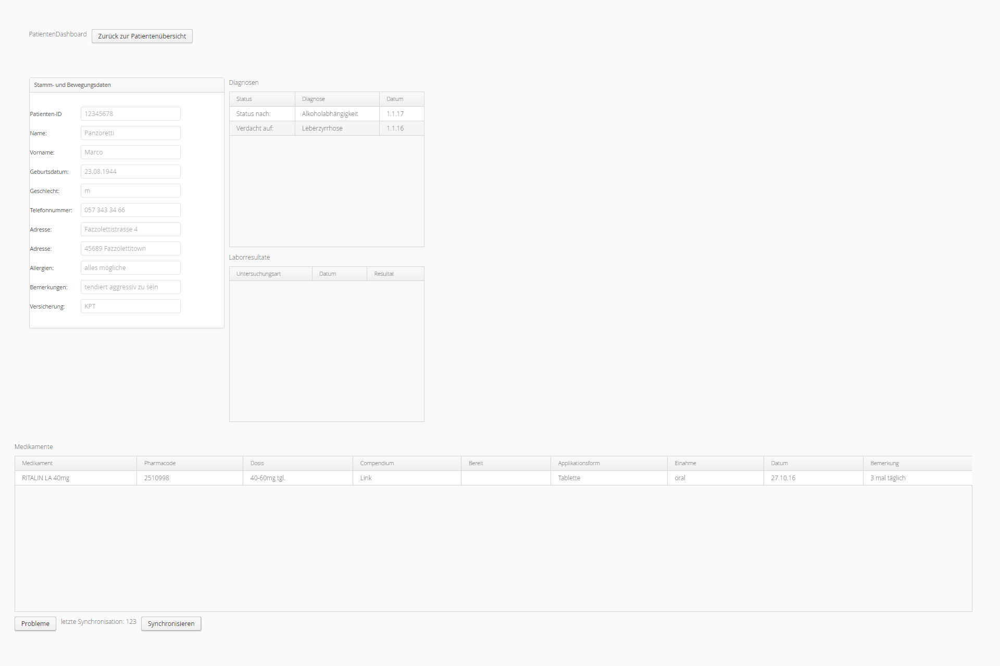 PatientenDashboard Zurück zur Patientenübersicht
Stamm- und Bewegungsdaten
Patienten-ID 12345678
Name: Panzoretti
Vorname: Marco
Geburtsdatum: 23.08.1944
Geschlecht: m
Telefonnummer: 057 343 34 66
Adresse: Fazzolettistrasse 4
Adresse: 45689 Fazzolettitown
Allergien: alles mögliche
Bemerkungen: tendiert aggressiv zu sein
Versicherung: KPT
Diagnosen
Status Diagnose Datum
Status nach: Alkoholabhängigkeit 1.1.17
Verdacht auf: Leberzyrrhose 1.1.16
Laborresultate
Untersuchungsart Datum Resultat
Medikamente
Medikament Pharmacode Dosis Compendium Bereit Applikationsform Einahme Datum Bemerkung
RITALIN LA 40mg 2510998 40-60mg tgl. Link Tablette oral 27.10.16 3 mal täglich
Probleme letzte Synchronisation: 123 Synchronisieren